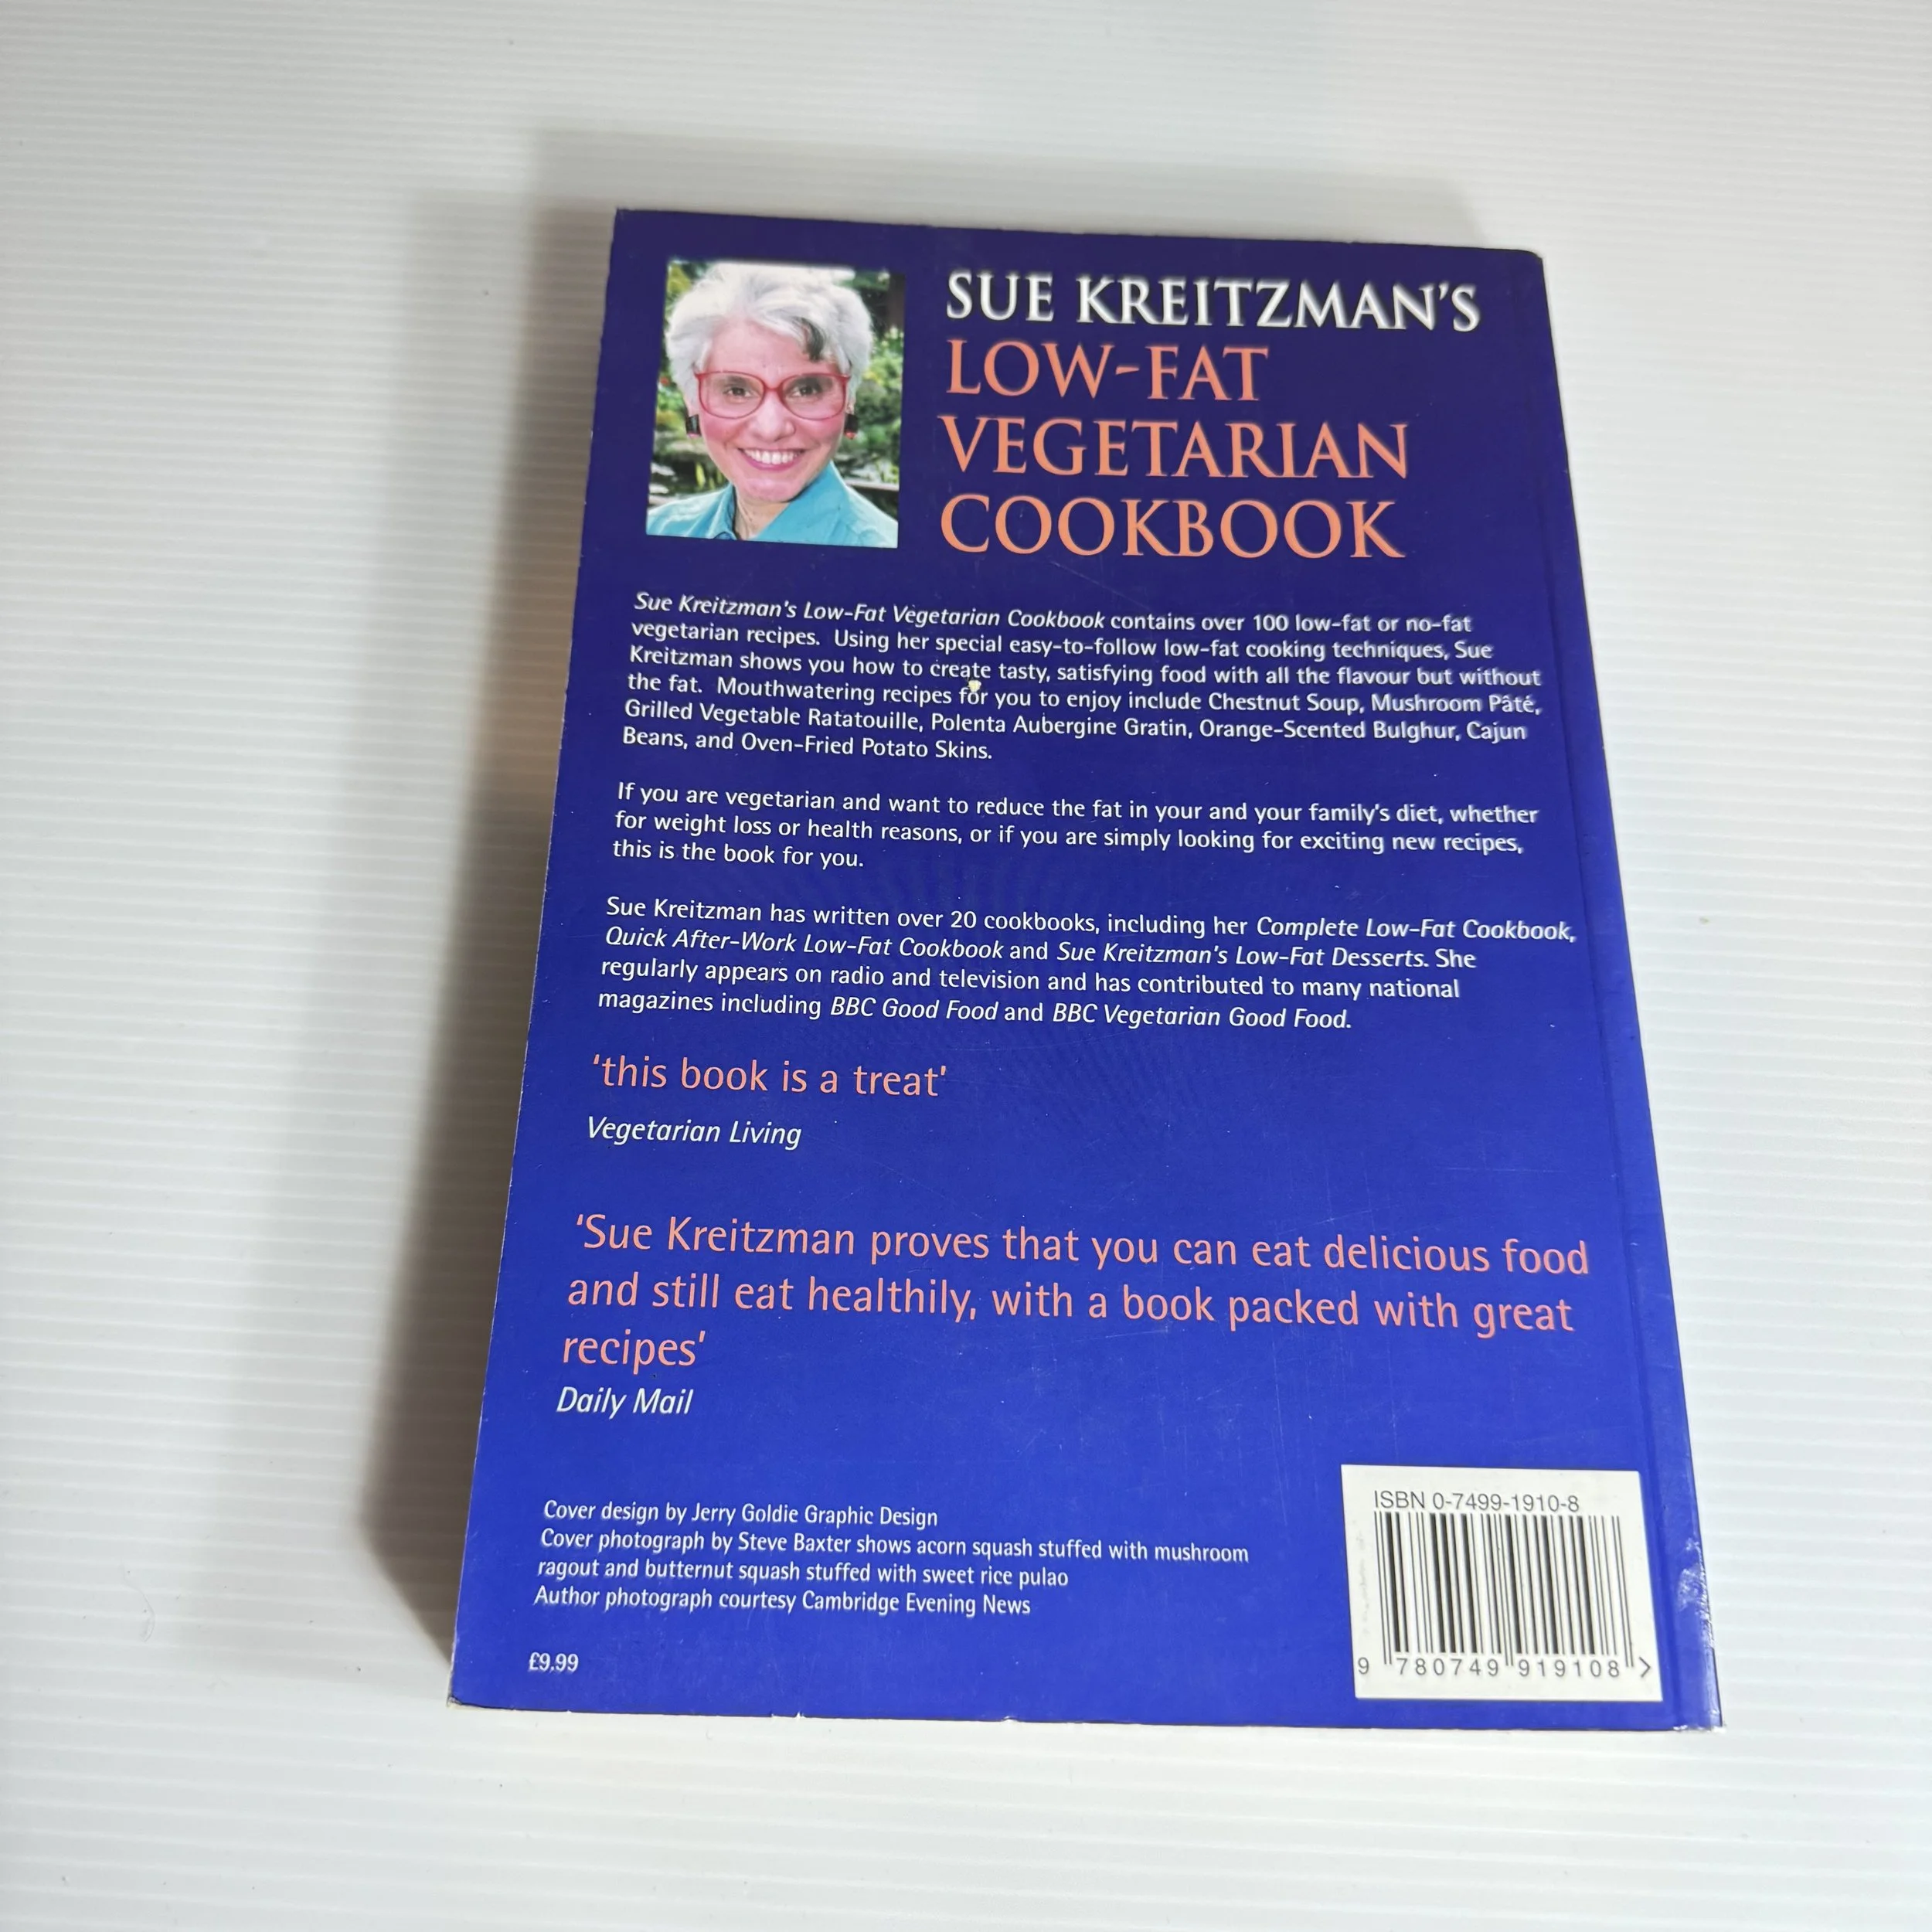 SUE KREITZMAN'S
LOW-FAT
VEGETARIAN
COOKBOOK
Sue Kreitzman's Low-Fat Vegetarian Cookbook contains over 100 low-fat or no-fat
vegetarian recipes. Using her special easy-to-follow low-fat cooking techniques, Sue
Kreitzman shows you how to create tasty, satisfying food with all the flavour but without
the fat. Mouthwatering recipes for you to enjoy include Chestnut Soup, Mushroom Pâté,
Grilled Vegetable Ratatouille, Polenta Aubergine Gratin, Orange-Scented Bulghur, Cajun
Beans, and Oven-Fried Potato Skins.
If you are vegetarian and want to reduce the fat in your and your family's diet, whether
for weight loss or health reasons, or if you are simply looking for exciting new recipes,
this is the book for you.
Sue Kreitzman has written over 20 cookbooks, including her Complete Low-Fat Cookbook,
Quick After-Work Low-Fat Cookbook and Sue Kreitzman's Low-Fat Desserts. She
regularly appears on radio and television and has contributed to many national
magazines including BBC Good Food and BBC Vegetarian Good Food.
'this book is a treat'
Vegetarian Living
'Sue Kreitzman proves that you can eat delicious food
and still eat healthily, with a book packed with great
recipes'
Daily Mail
Cover design by Jerry Goldie Graphic Design
Cover photograph by Steve Baxter shows acorn squash stuffed with mushroom
ragout and butternut squash stuffed with sweet rice pulao
Author photograph courtesy Cambridge Evening News
£9.99
ISBN 0-7499-1910-8
9 780749 919108 >